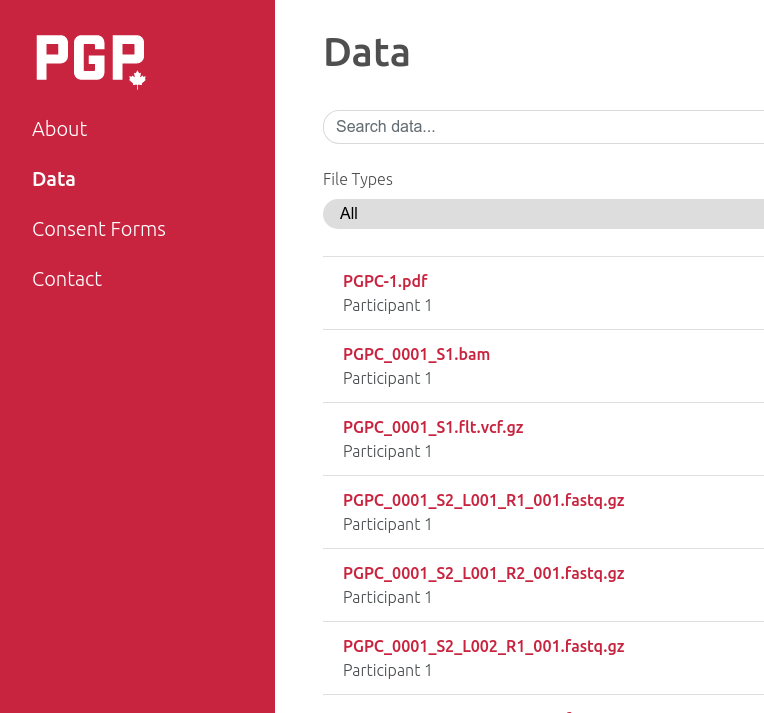 PGP
About
Data
Consent Forms
Contact
Data
Search data...
File Types
All
PGPC-1.pdf
Participant 1
PGPC_0001_S1.bam
Participant 1
PGPC_0001_S1.flt.vcf.gz
Participant 1
PGPC_0001_S2_L001_R1_001.fastq.gz
Participant 1
PGPC_0001_S2_L001_R2_001.fastq.gz
Participant 1
PGPC_0001_S2_L002_R1_001.fastq.gz
Participant 1